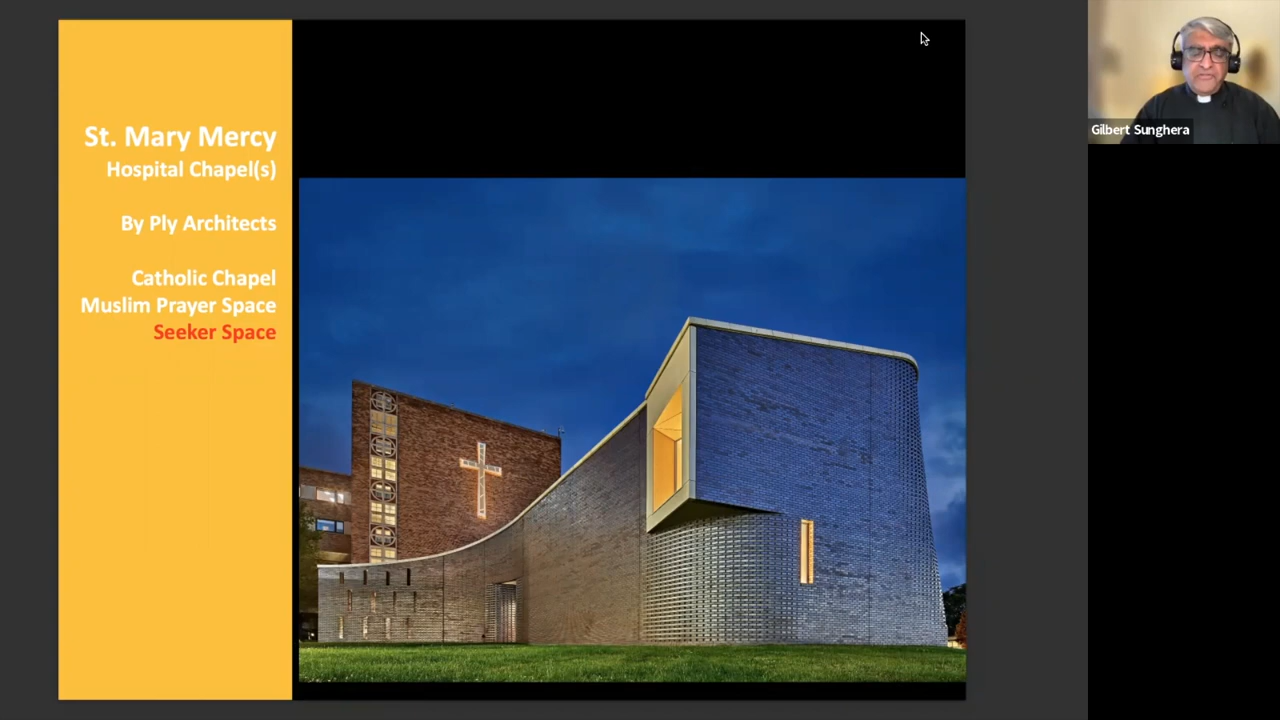 St. Mary Mercy
Hospital Chapel(s)
By Ply Architects
Catholic Chapel
Muslim Prayer Space
Seeker Space
Gilbert Sunghera